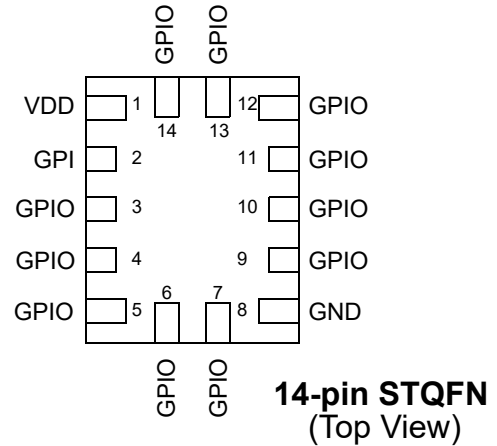 GPIO GPIO
VDD 1 14 13 12 GPIO
GPI 2 11 GPIO
GPIO 3 10 GPIO
GPIO 4 9 GPIO
GPIO 5 6 7 8 GND
GPIO GPIO
14-pin STQFN
(Top View)